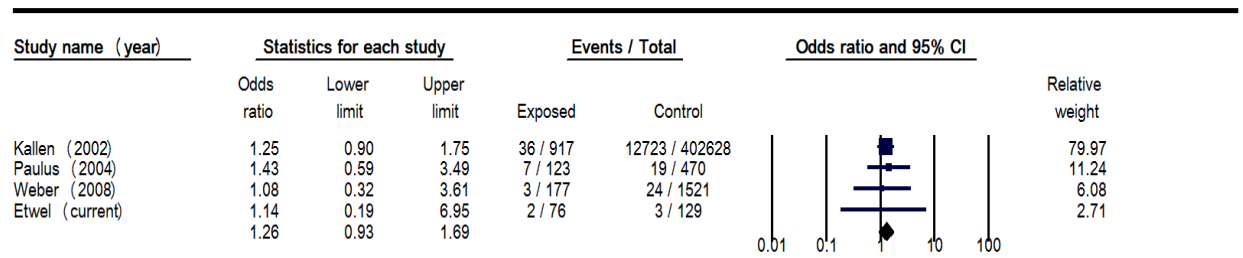 Study name (year) Statistics for each study Events / Total Odds ratio and 95% CI
Odds Lower Upper Relative
ratio limit limit Exposed Control weight
Kallen (2002) 1.25 0.90 1.75 36 / 917 12723 / 402628 79.97
Paulus (2004) 1.43 0.59 3.49 7 / 123 19 / 470 11.24
Weber (2008) 1.08 0.32 3.61 3 / 177 24 / 1521 6.08
Etwel (current) 1.14 0.19 6.95 2 / 76 3 / 129 2.71
1.26 0.93 1.69
0.01 0.1 1 10 100